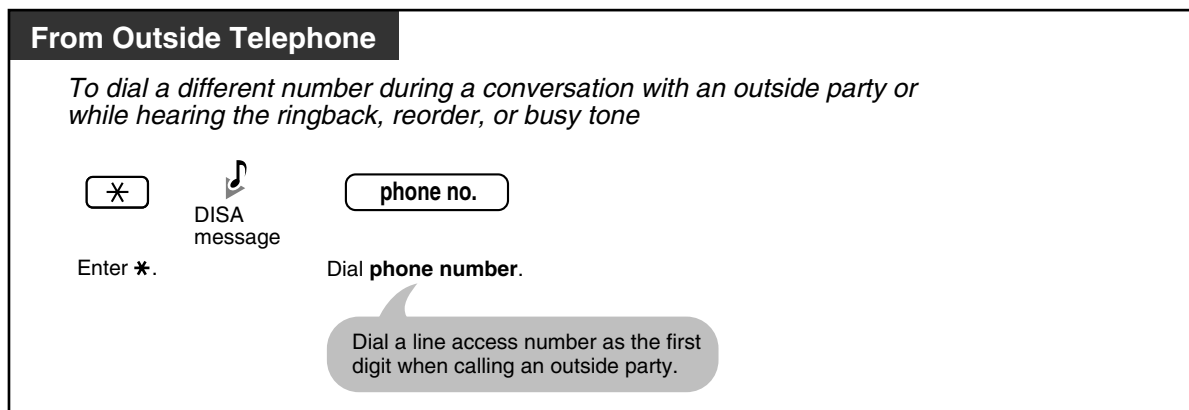 From Outside Telephone
To dial a different number during a conversation with an outside party or
while hearing the ringback, reorder, or busy tone
phone no.
DISA
message
Enter *.
Dial phone number.
Dial a line access number as the first
digit when calling an outside party.